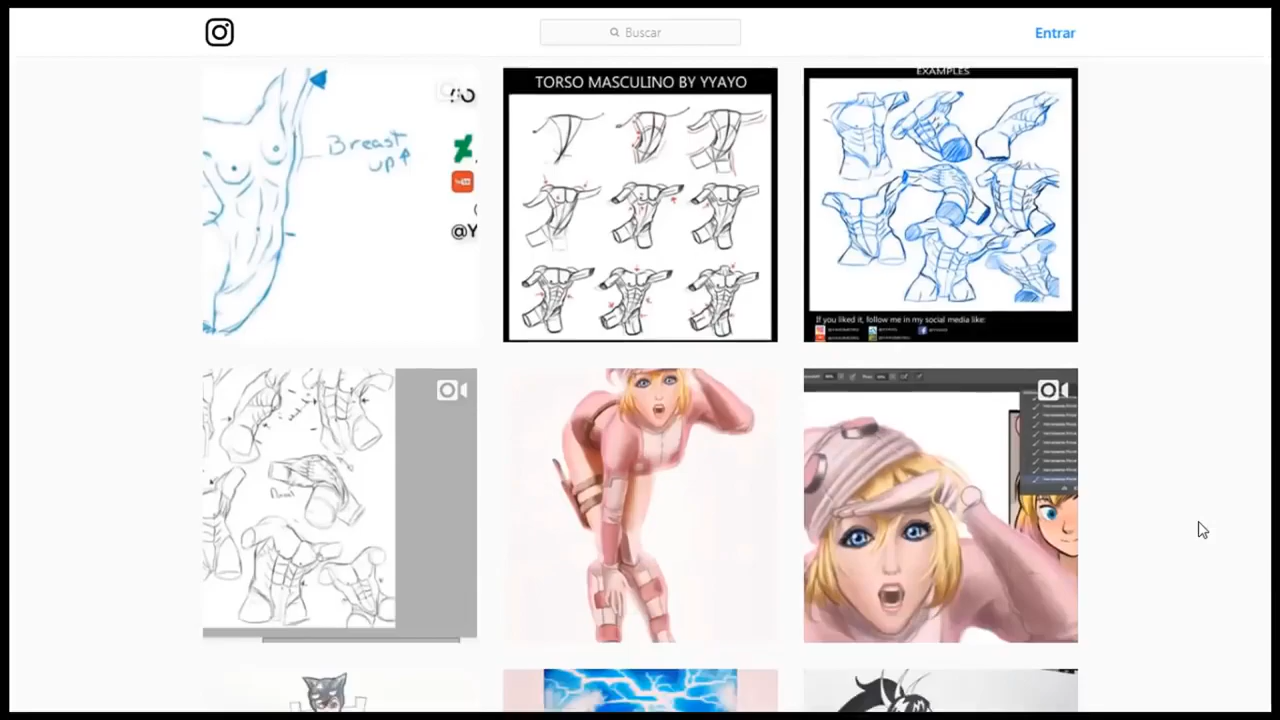 Buscar
Entrar
Breast
up↑
@Y
TORSO MASCULINO BY YYAYO
EXAMPLES
If you liked it, follow me in my social media like: